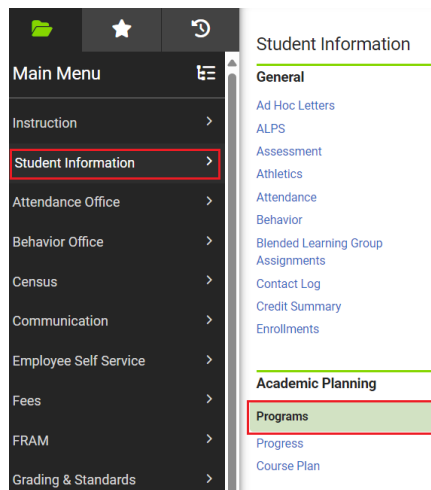 Main Menu
Instruction
Student Information
Attendance Office
Behavior Office
Census
Communication
Employee Self Service
Fees
FRAM
Grading & Standards
Student Information
General
Ad Hoc Letters
ALPS
Assessment
Athletics
Attendance
Behavior
Blended Learning Group
Assignments
Contact Log
Credit Summary
Enrollments
Academic Planning
Programs
Progress
Course Plan